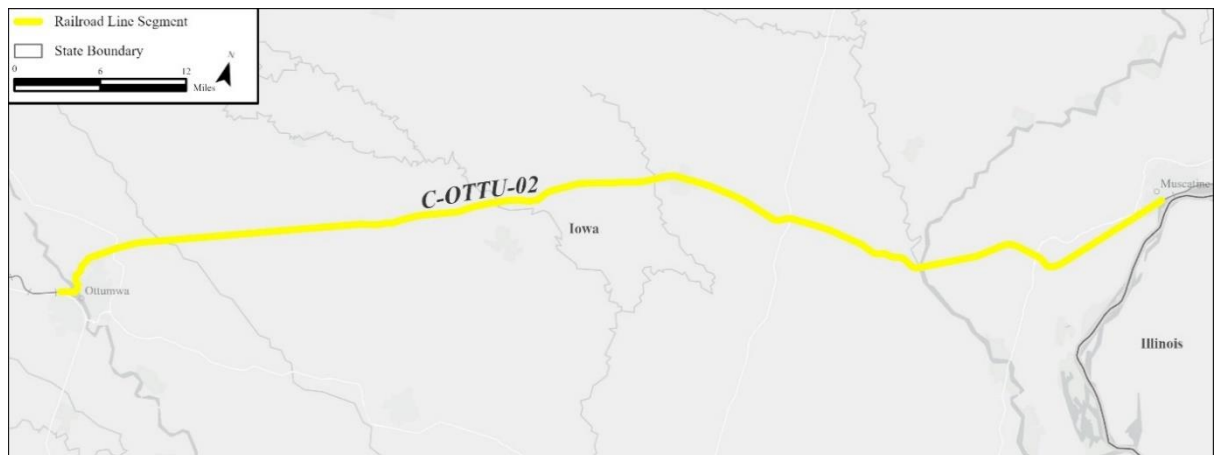 Railroad Line Segment
State Boundary
N
0 6 12
Miles
C-OTTU-02
Iowa
Muscatine
Ottumwa
Illinois